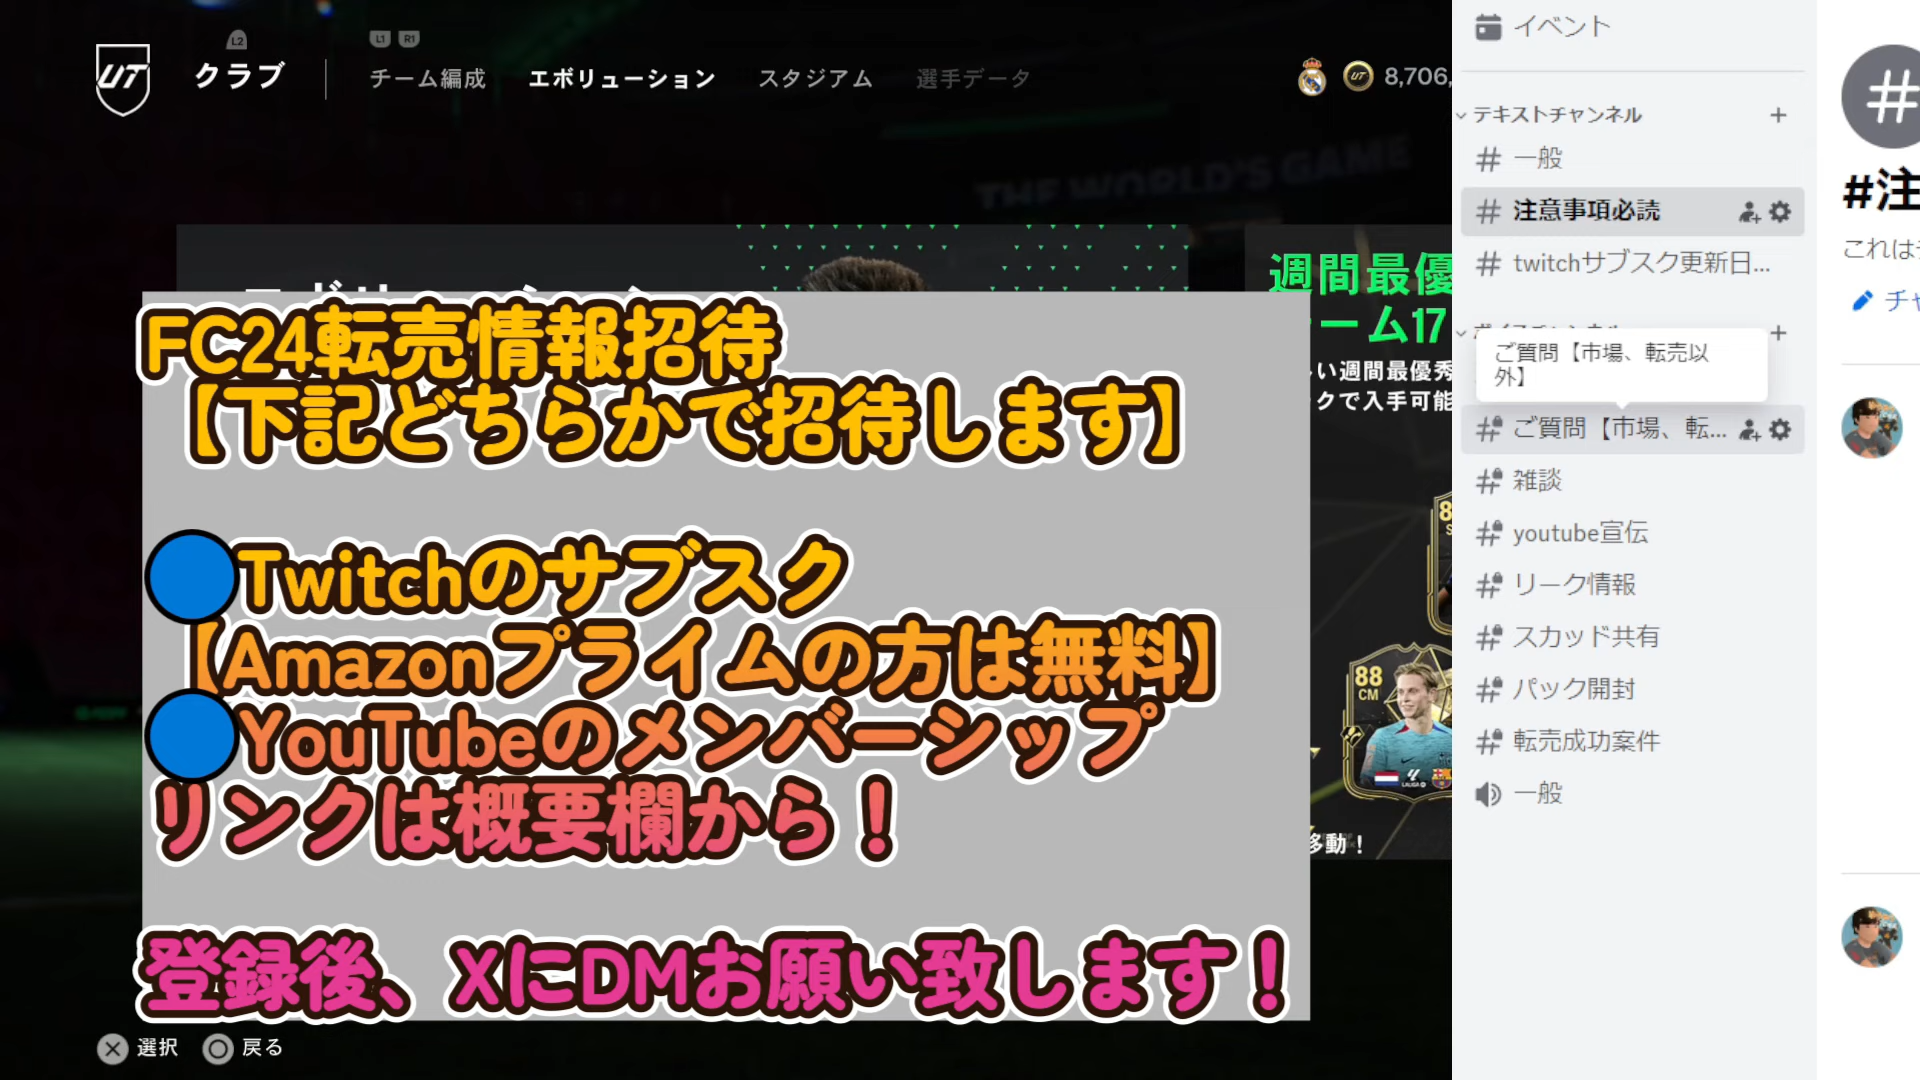 L2
L1 R1
UT
クラブ
チーム編成
エボリューション
スタジアム
選手データ
UT
8,706,
THE WORLD'S GAME
週間最優
ーム17
い週間最優秀
クで入手可能
FC24転売情報招待
【下記どちらかで招待します】
Twitchのサブスク
【Amazonプライムの方は無料】
YouTubeのメンバーシップ
リンクは概要欄から!
登録後、XにDMお願い致します!
88
CM
LALIGA
移動!
選択
戻る
イベント
テキストチャンネル
一般
注意事項必読
twitchサブスク更新日...
ご質問【市場、転売以
外】
ご質問【市場、転...
雑談
youtube宣伝
リーク情報
スカッド共有
パック開封
転売成功案件
一般
#注
これは
チャ